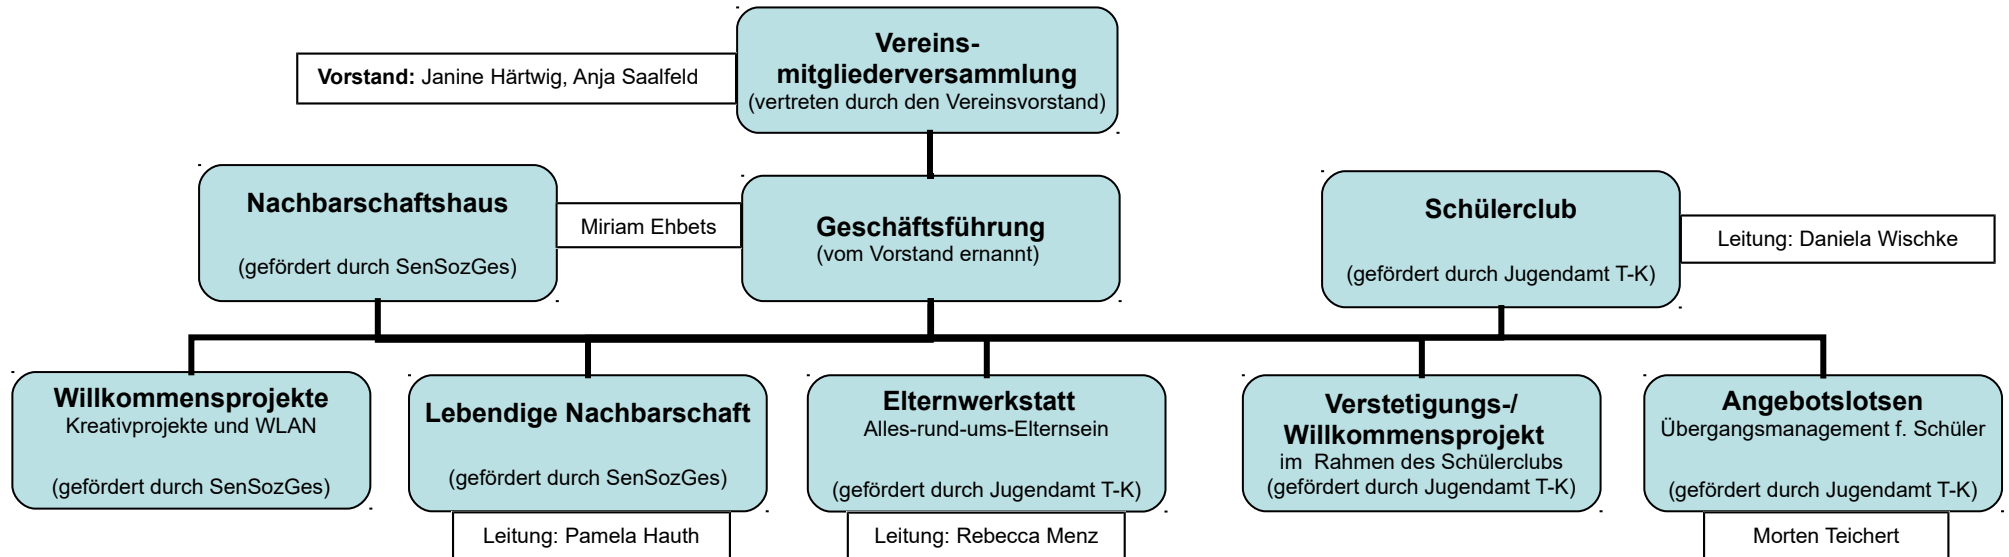 Vereins-
mitgliederversammlung
(vertreten durch den Vereinsvorstand)
Vorstand: Janine Härtwig, Anja Saalfeld
Nachbarschaftshaus
(gefördert durch SenSozGes)
Miriam Ehbets
Geschäftsführung
(vom Vorstand ernannt)
Schülerclub
(gefördert durch Jugendamt T-K)
Leitung: Daniela Wischke
Willkommensprojekte
Kreativprojekte und WLAN
(gefördert durch SenSozGes)
Lebendige Nachbarschaft
(gefördert durch SenSozGes)
Leitung: Pamela Hauth
Elternwerkstatt
Alles-rund-ums-Elternsein
(gefördert durch Jugendamt T-K)
Leitung: Rebecca Menz
Verstetigungs-/
Willkommensprojekt
im Rahmen des Schülerclubs
(gefördert durch Jugendamt T-K)
Angebotslotsen
Übergangsmanagement f. Schüler
(gefördert durch Jugendamt T-K)
Morten Teichert